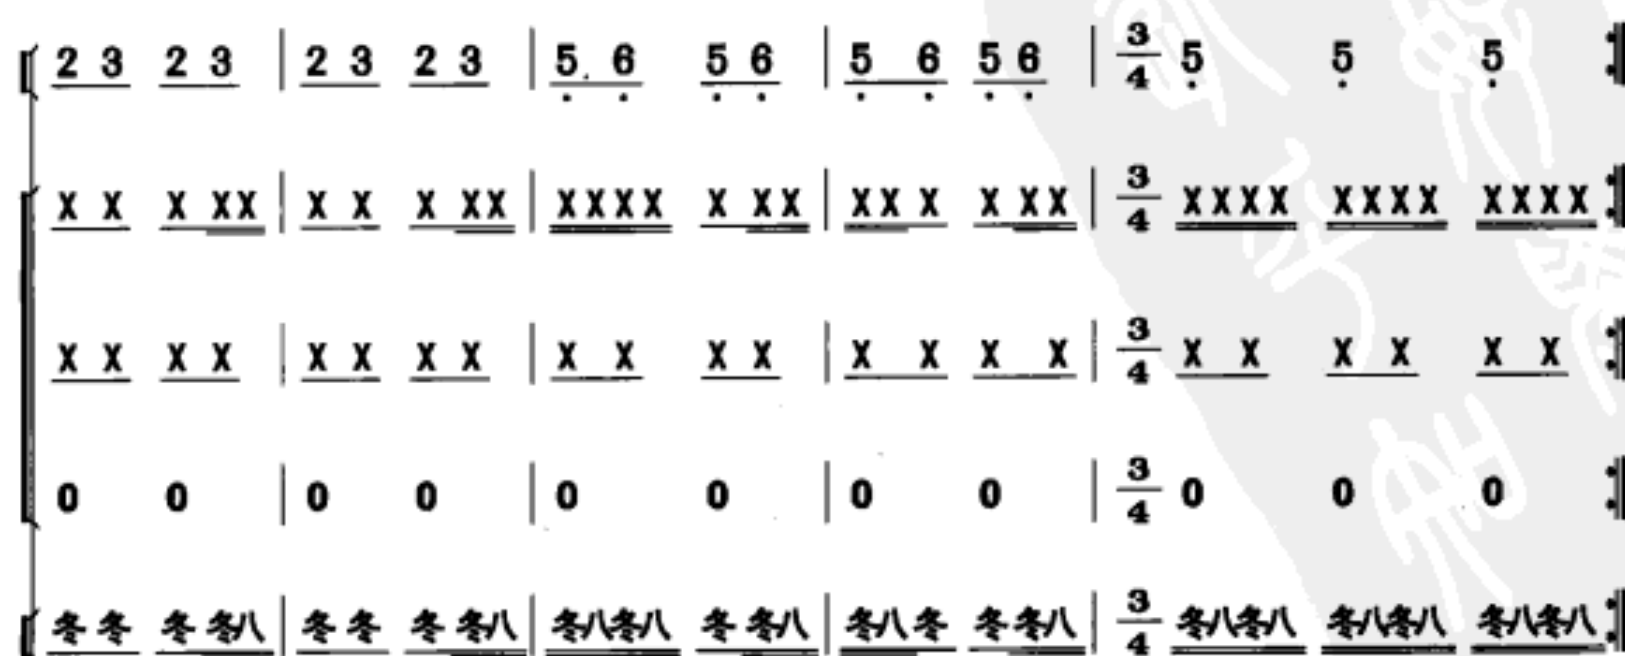 2 3 2 3 | 2 3 2 3 | 5. 6 5 6 | 5 6 5 6 | 3/4 5 5 5
X X X XX | X X X XX | XXXX X XX | XX X X XX | 3/4 XXXX XXXX XXXX
X X X X | X X X X | X X X X | X X X X | 3/4 X X X X X X
0 0 | 0 0 | 0 0 | 0 0 | 3/4 0 0 0
冬 冬 冬 冬八 | 冬 冬 冬 冬八 | 冬八冬八 冬 冬八 | 冬八 冬 冬 冬八 | 3/4 冬八冬八 冬八冬八 冬八冬八